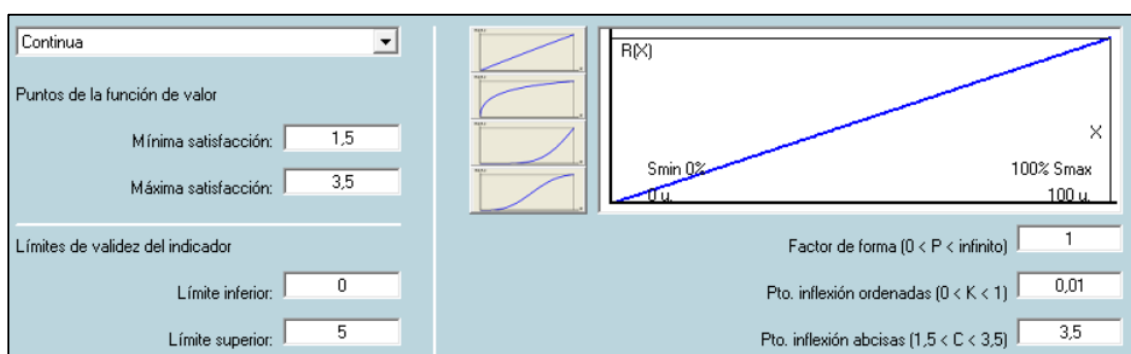 Continua
Puntos de la función de valor
Mínima satisfacción: 1,5
Máxima satisfacción: 3,5
Límites de validez del indicador
Límite inferior: 0
Límite superior: 5
R(X)
X
Smin 0% 100% Smax
0 u. 100 u.
Factor de forma (0 < P < infinito) 1
Pto. inflexión ordenadas (0 < K < 1) 0,01
Pto. inflexión abcisas (1,5 < C < 3,5) 3,5